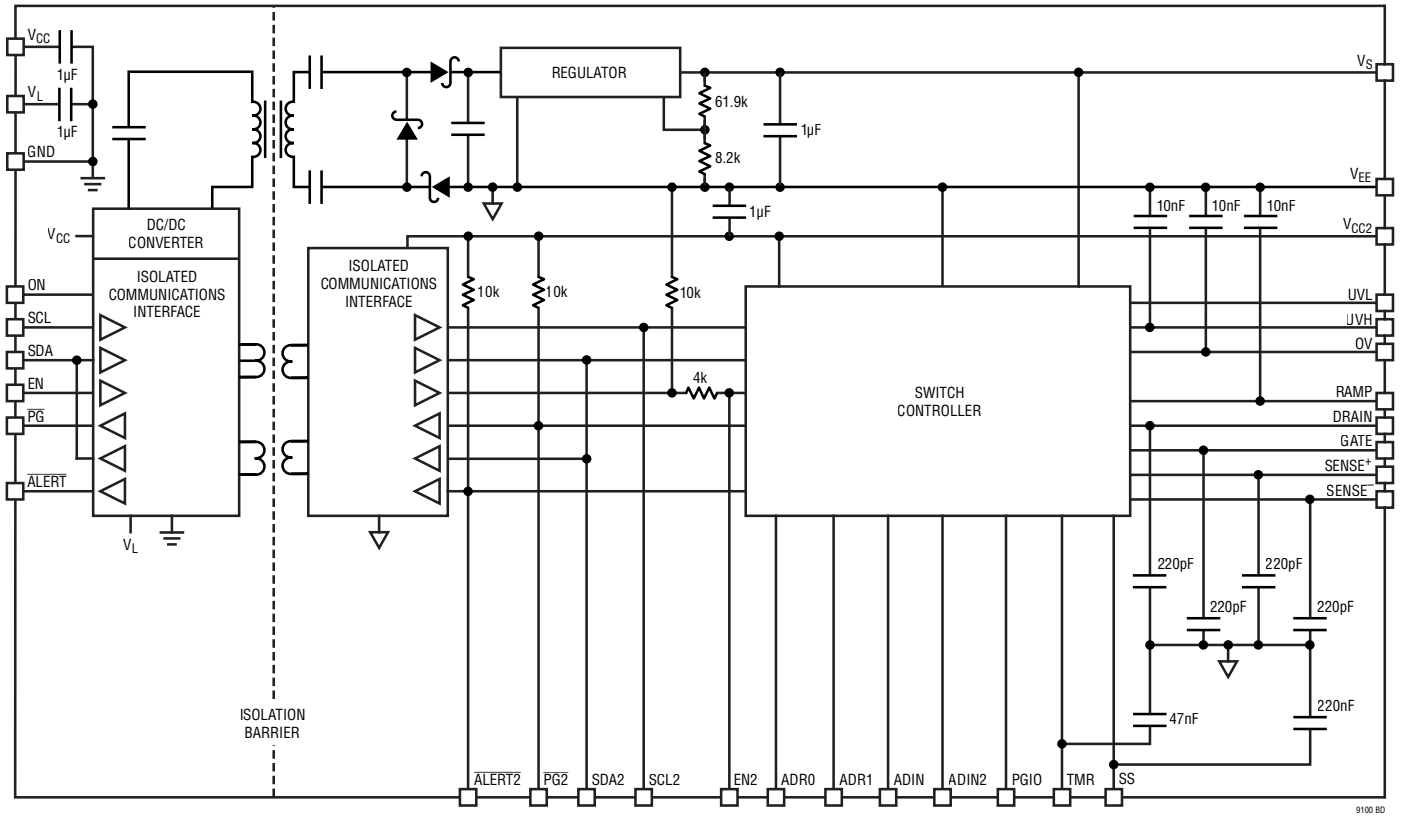 VCC
1µF
VL
1µF
GND
REGULATOR
61.9k
8.2k
1µF
VS
VEE
1µF
10nF
10nF
10nF
VCC2
VCC
DC/DC
CONVERTER
ISOLATED
COMMUNICATIONS
INTERFACE
ON
SCL
SDA
EN
PG
ALERT
VL
ISOLATED
COMMUNICATIONS
INTERFACE
10k
10k
10k
4k
SWITCH
CONTROLLER
UVL
UVH
OV
RAMP
DRAIN
GATE
SENSE+
SENSE–
220pF
220pF
220pF
220pF
47nF
220nF
ISOLATION
BARRIER
ALERT2
PG2
SDA2
SCL2
EN2
ADR0
ADR1
ADIN
ADIN2
PGIO
TMR
SS
9100 BD